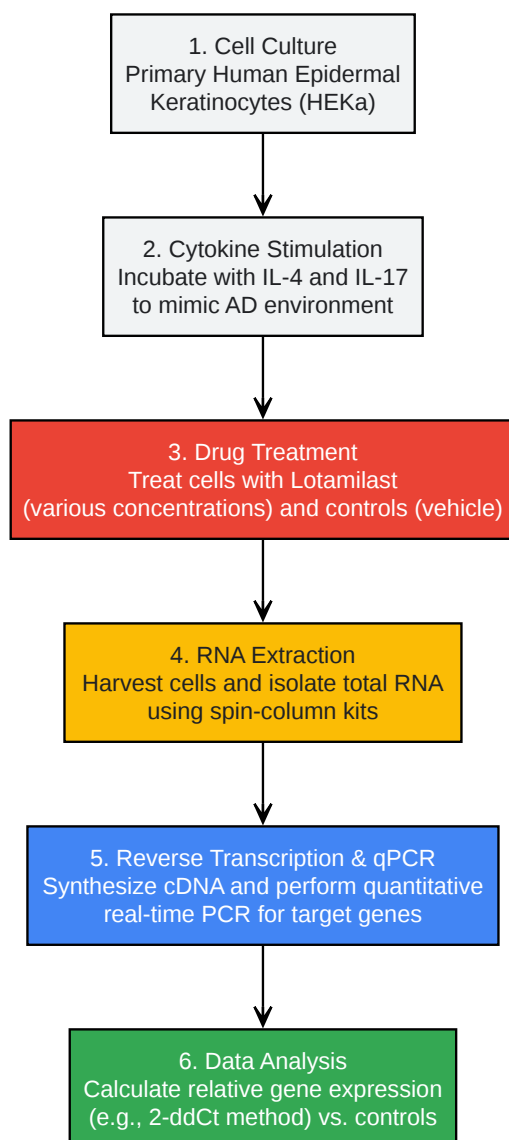 1. Cell Culture
Primary Human Epidermal
Keratinocytes (HEKa)
2. Cytokine Stimulation
Incubate with IL-4 and IL-17
to mimic AD environment
3. Drug Treatment
Treat cells with Lotamilast
(various concentrations) and controls (vehicle)
4. RNA Extraction
Harvest cells and isolate total RNA
using spin-column kits
5. Reverse Transcription & qPCR
Synthesize cDNA and perform quantitative
real-time PCR for target genes
6. Data Analysis
Calculate relative gene expression
(e.g., 2-ddCt method) vs. controls